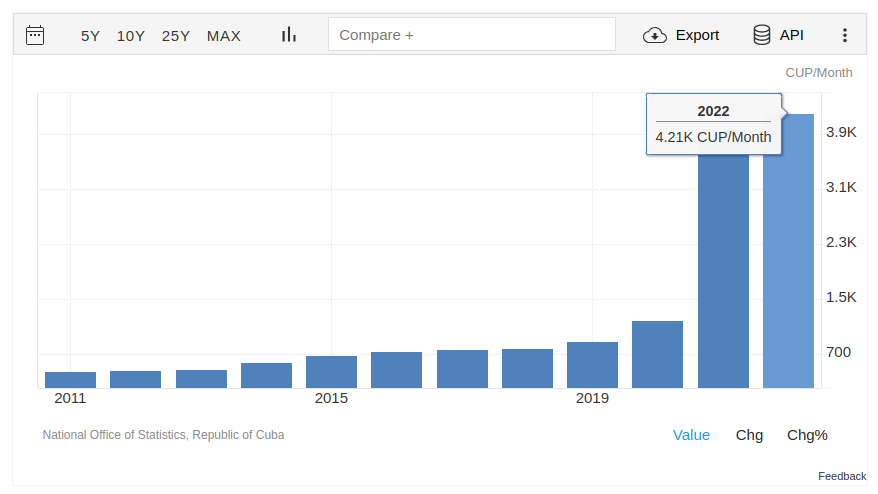 5Y 10Y 25Y MAX Compare + Export API
CUP/Month
2022
4.21K CUP/Month
3.9K
3.1K
2.3K
1.5K
700
2011 2015 2019
National Office of Statistics, Republic of Cuba
Value Chg Chg%
Feedback